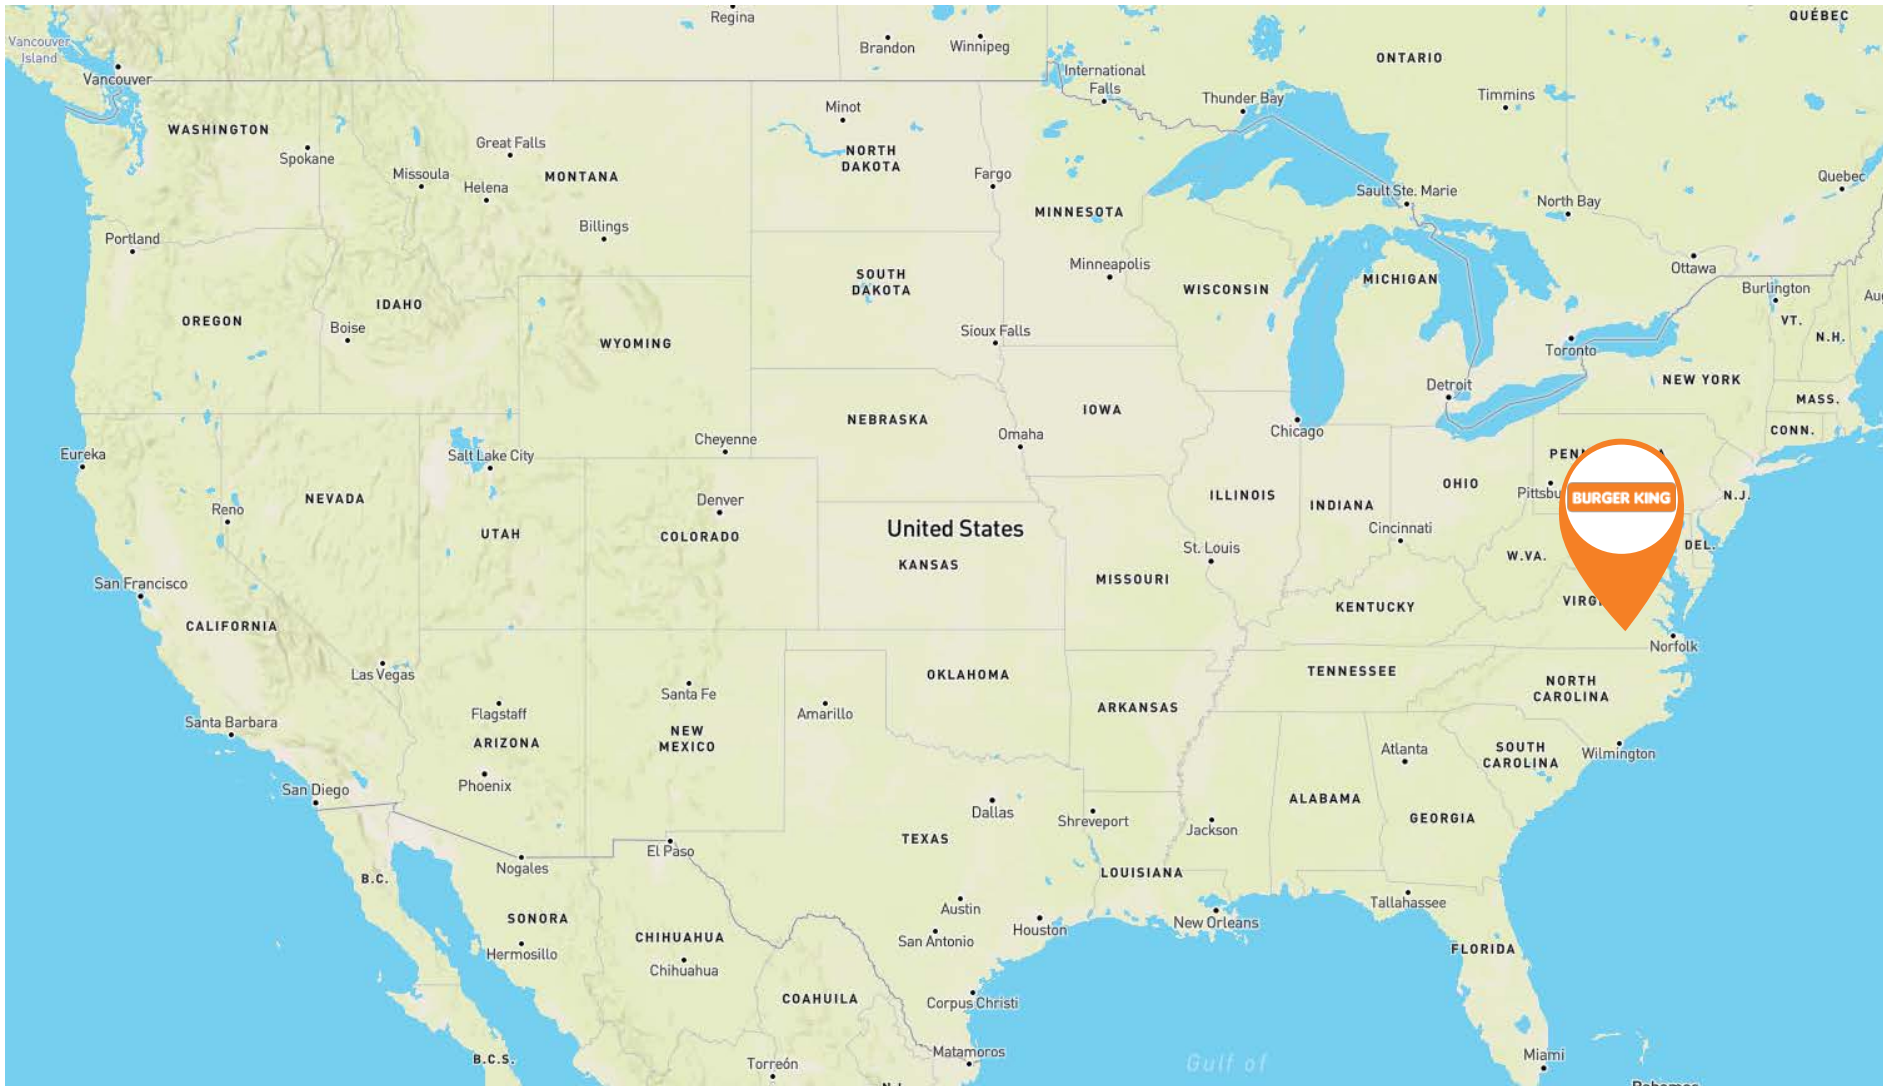 Regina
QUÉBEC
Vancouver
Island
Brandon
Winnipeg
ONTARIO
Vancouver
International
Falls
Thunder Bay
Timmins
Minot
WASHINGTON
Great Falls
NORTH
DAKOTA
Spokane
Missoula
Helena
MONTANA
Fargo
Sault Ste. Marie
Quebec
North Bay
MINNESOTA
Portland
Billings
Minneapolis
Ottawa
SOUTH
DAKOTA
WISCONSIN
MICHIGAN
Burlington
Aug
IDAHO
OREGON
Boise
WYOMING
Sioux Falls
VT.
N.H.
Toronto
NEW YORK
Detroit
MASS.
IOWA
NEBRASKA
Omaha
Chicago
CONN.
Cheyenne
Eureka
Salt Lake City
PEN
A
OHIO
Pittsbu
BURGER KING
N.J.
NEVADA
Reno
Denver
ILLINOIS
INDIANA
UTAH
COLORADO
United States
Cincinnati
KANSAS
St. Louis
W.VA.
DEL.
San Francisco
MISSOURI
KENTUCKY
VIRG
CALIFORNIA
Norfolk
Las Vegas
OKLAHOMA
TENNESSEE
NORTH
CAROLINA
Santa Fe
Flagstaff
Amarillo
ARKANSAS
Santa Barbara
ARIZONA
NEW
MEXICO
Atlanta
SOUTH
CAROLINA
Wilmington
San Diego
Phoenix
Dallas
Shreveport
ALABAMA
GEORGIA
Jackson
TEXAS
El Paso
Nogales
B.C.
LOUISIANA
Tallahassee
SONORA
Austin
New Orleans
Houston
CHIHUAHUA
San Antonio
FLORIDA
Hermosillo
Chihuahua
COAHUILA
Corpus Christi
B.C.S.
Torreón
Matamoros
Gulf of
Miami